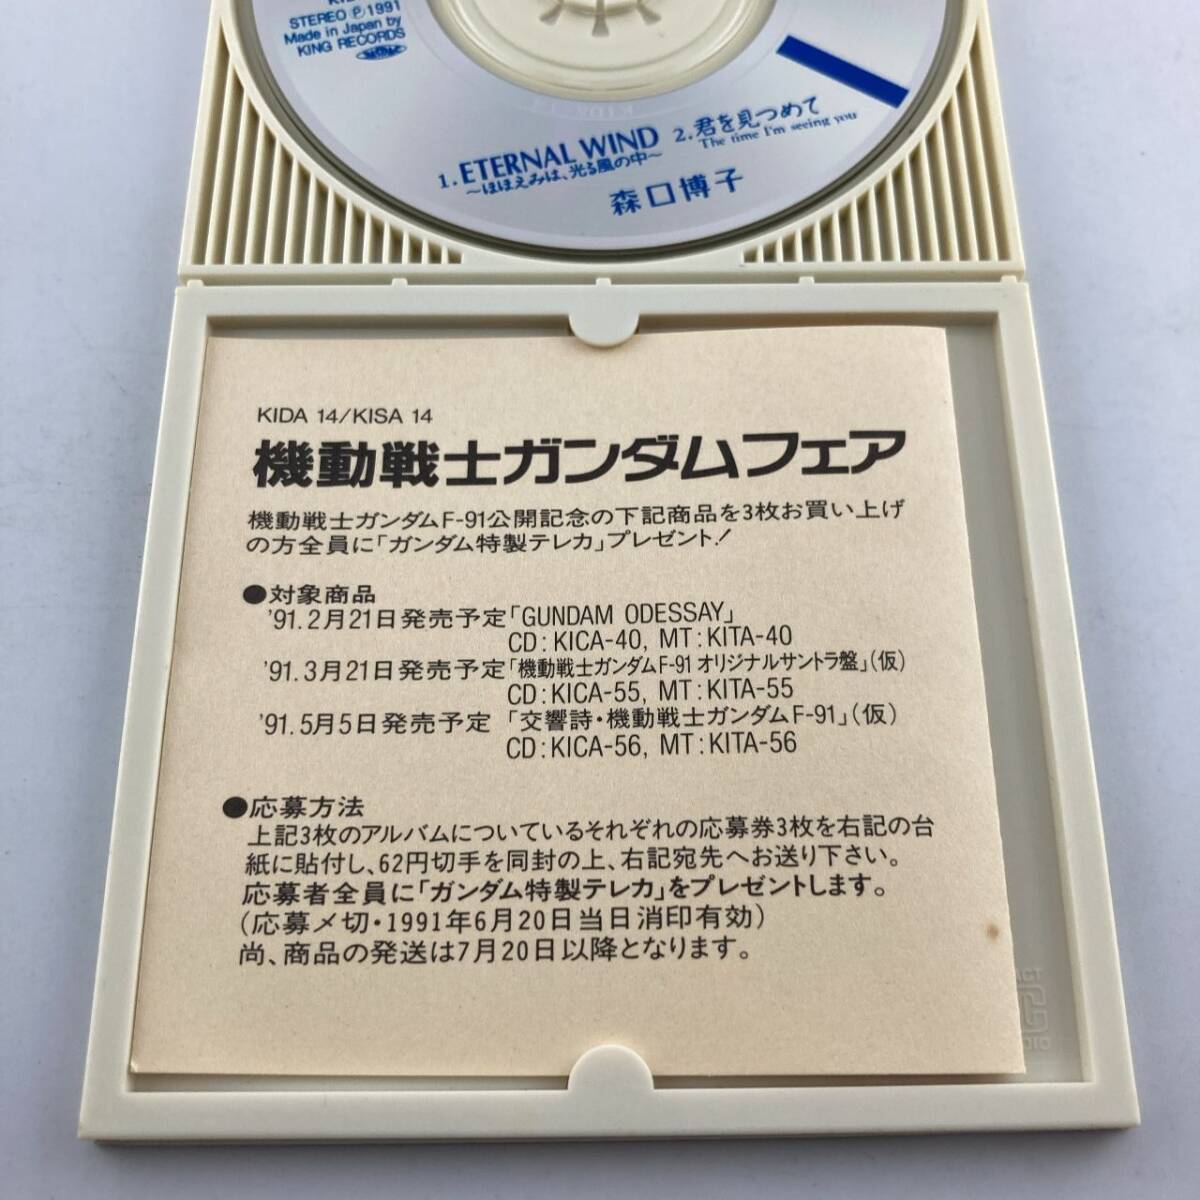 STEREO Ⓟ1991
Made in Japan by
KING RECORDS
1. ETERNAL WIND
〜ほほえみは、光る風の中〜
2. 君を見つめて
The time I'm seeing you
森口博子
KIDA 14/KISA 14
機動戦士ガンダムフェア
機動戦士ガンダムF-91公開記念の下記商品を3枚お買い上げ
の方全員に「ガンダム特製テレカ」プレゼント!
●対象商品
'91.2月21日発売予定「GUNDAM ODESSAY」
CD:KICA-40, MT:KITA-40
'91.3月21日発売予定「機動戦士ガンダムF-91 オリジナルサントラ盤」(仮)
CD:KICA-55, MT:KITA-55
'91.5月5日発売予定 「交響詩・機動戦士ガンダムF-91」(仮)
CD:KICA-56, MT:KITA-56
●応募方法
上記3枚のアルバムについているそれぞれの応募券3枚を右記の台
紙に貼付し、62円切手を同封の上、右記宛先へお送り下さい。
応募者全員に「ガンダム特製テレカ」をプレゼントします。
(応募〆切・1991年6月20日当日消印有効)
尚、商品の発送は7月20日以降となります。